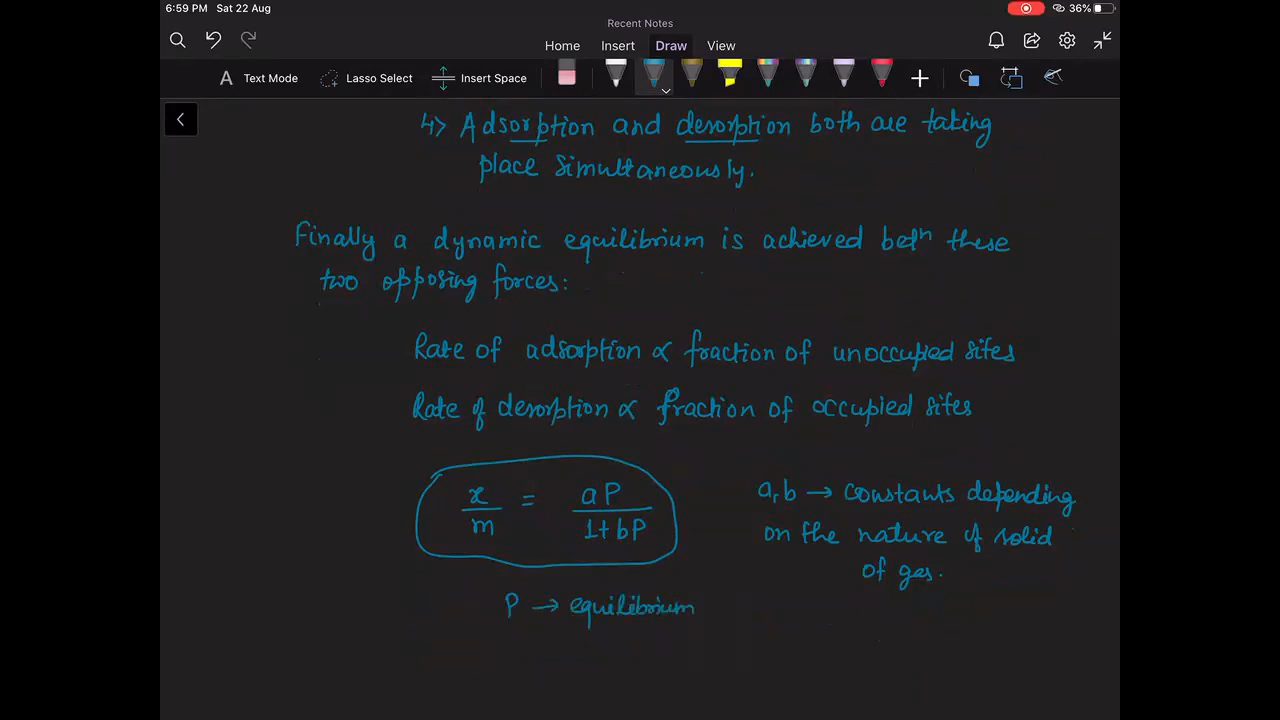 6:59 PM Sat 22 Aug
36%
Recent Notes
Home Insert Draw View
Text Mode Lasso Select Insert Space
4) Adsorption and desorption both are taking
place simultaneously.
Finally a dynamic equilibrium is achieved betn these
two opposing forces:
Rate of adsorption ∝ fraction of unoccupied sites
Rate of desorption ∝ fraction of occupied sites
x/m = aP/1+bP
a,b → constants depending
on the nature of solid
of gas.
P → equilibrium